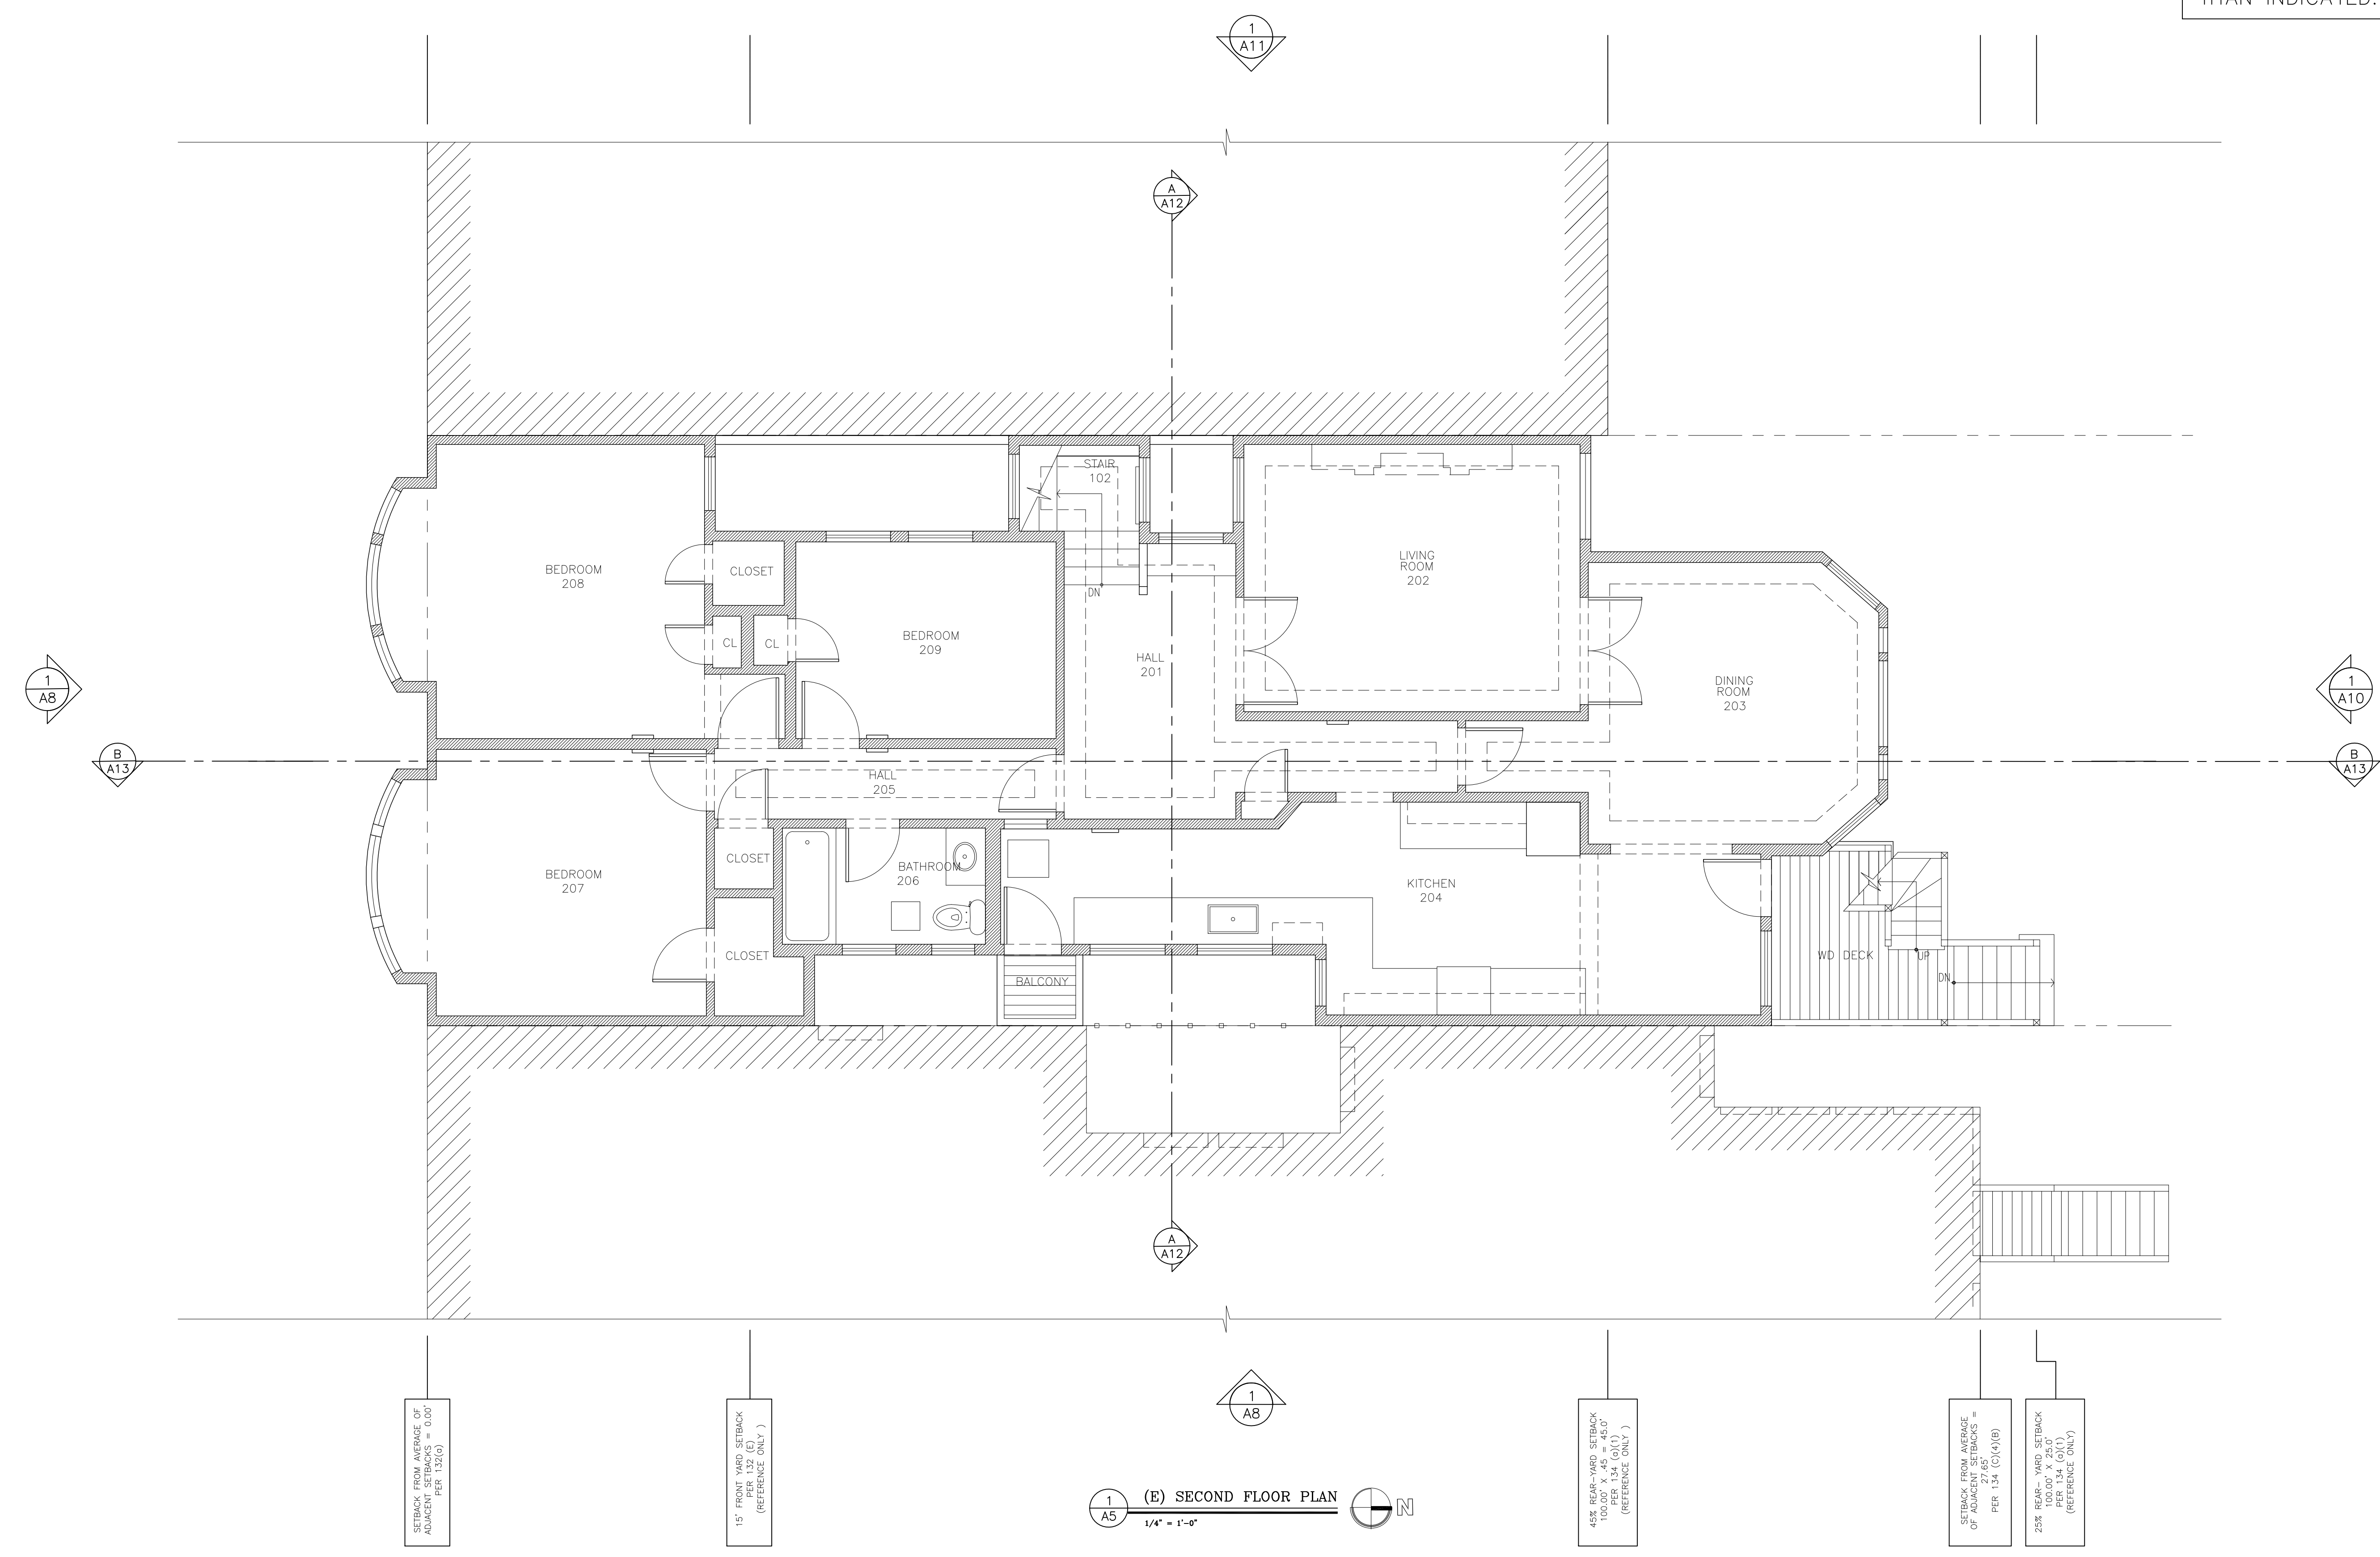 THAN INDICATED.
1
A11
A
A12
STAIR
102
LIVING
ROOM
202
BEDROOM
208
CLOSET
DN
CL
CL
BEDROOM
209
HALL
201
DINING
ROOM
203
1
A8
1
A10
B
A13
B
A13
HALL
205
CLOSET
BATHROOM
206
BEDROOM
207
KITCHEN
204
CLOSET
BALCONY
WD DECK
UP
DN
A
A12
1
A8
SETBACK FROM AVERAGE OF
ADJACENT SETBACKS = 0.00'
PER 132(a)
15' FRONT YARD SETBACK
PER 132 (E)
(REFERENCE ONLY )
45% REAR-YARD SETBACK
100.00' X .45 = 45.0'
PER 134 (a)(1)
(REFERENCE ONLY )
SETBACK FROM AVERAGE
OF ADJACENT SETBACKS =
27.65'
PER 134 (C)(4)(B)
25% REAR- YARD SETBACK
100.00' X 25.0'
PER 134 (a)(1)
(REFERENCE ONLY)
1
A5
(E) SECOND FLOOR PLAN
1/4" = 1'-0"
N